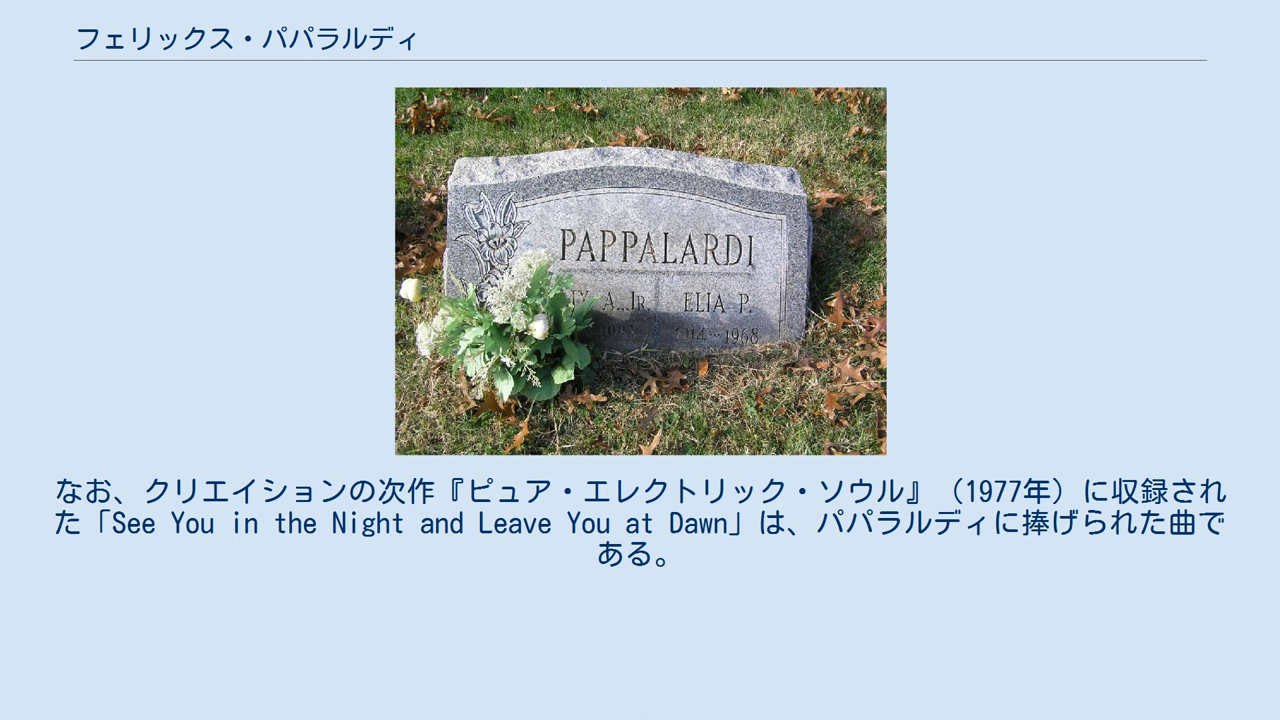 フェリックス・パパラルディ
PAPPALARDI
A. JR. ELIA P.
1914-1968
なお、クリエイションの次作『ピュア・エレクトリック・ソウル』（1977年）に収録され
た「See You in the Night and Leave You at Dawn」は、パパラルディに捧げられた曲で
ある。